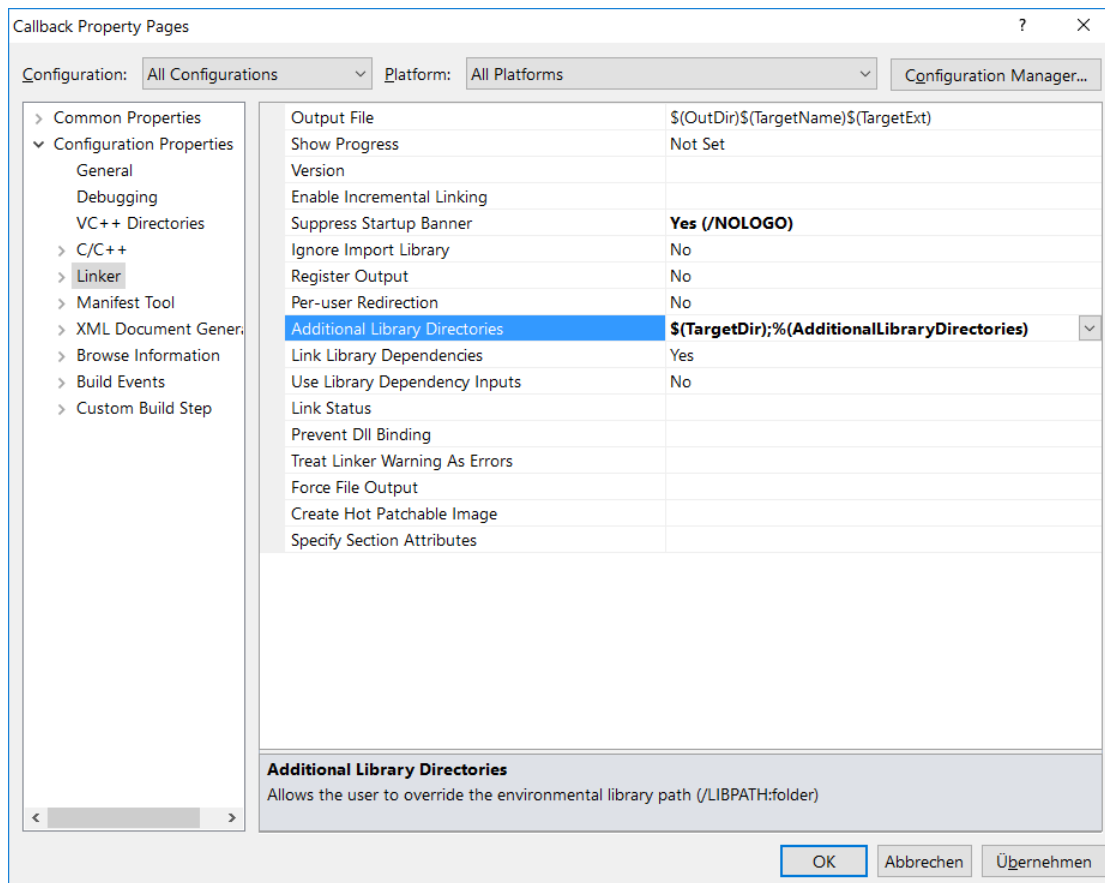 Callback Property Pages ? ×
Configuration: All Configurations Platform: All Platforms Configuration Manager...
Common Properties
Configuration Properties
General
Debugging
VC++ Directories
C/C++
Linker
Manifest Tool
XML Document Genera
Browse Information
Build Events
Custom Build Step
Output File $(OutDir)$(TargetName)$(TargetExt)
Show Progress Not Set
Version
Enable Incremental Linking
Suppress Startup Banner Yes (/NOLOGO)
Ignore Import Library No
Register Output No
Per-user Redirection No
Additional Library Directories $(TargetDir);%(AdditionalLibraryDirectories)
Link Library Dependencies Yes
Use Library Dependency Inputs No
Link Status
Prevent Dll Binding
Treat Linker Warning As Errors
Force File Output
Create Hot Patchable Image
Specify Section Attributes
Additional Library Directories
Allows the user to override the environmental library path (/LIBPATH:folder)
OK Abbrechen Übernehmen